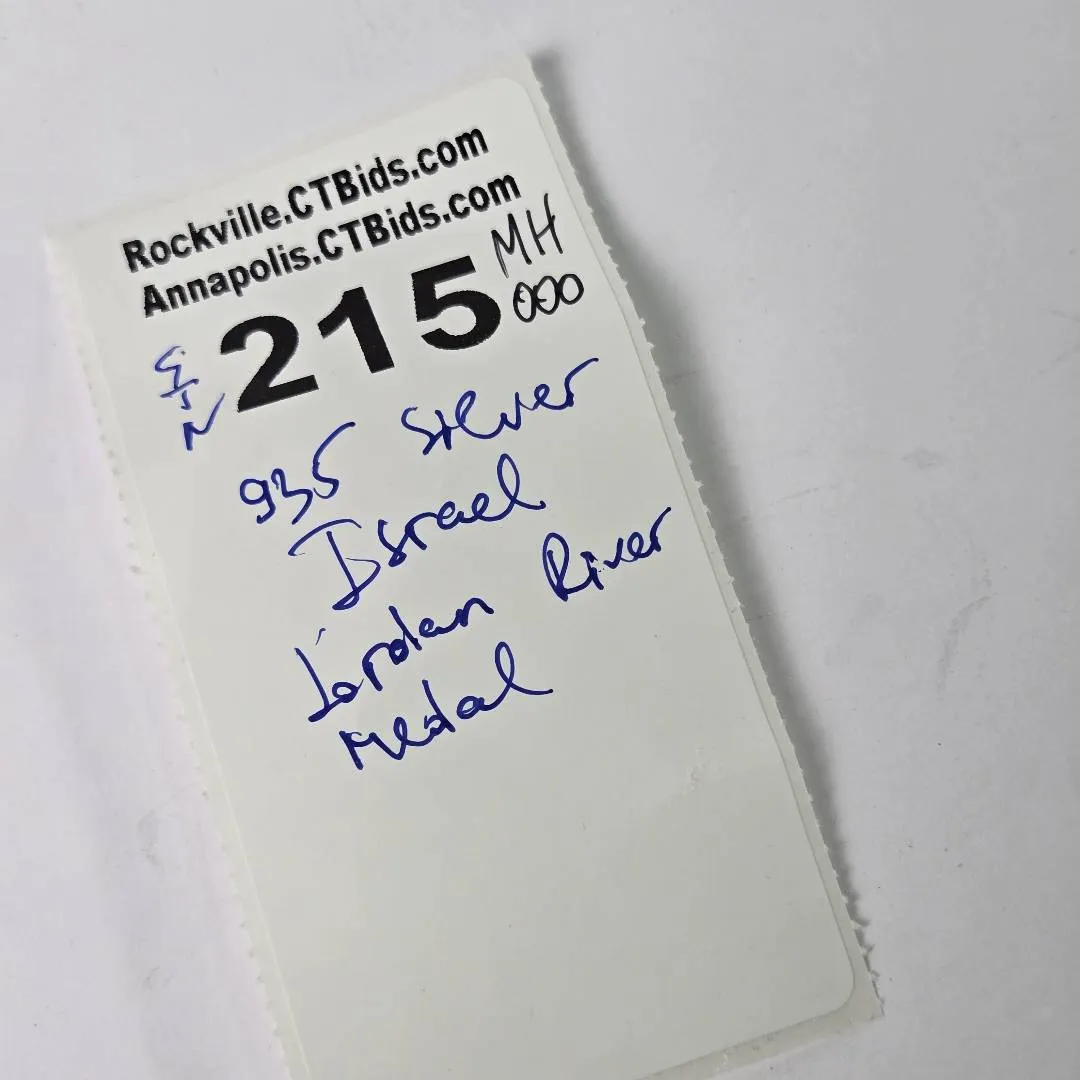 Rockville.CTBids.com
Annapolis.CTBids.com
215 MH
000
935 Silver
Israel
Jordan River
Medal